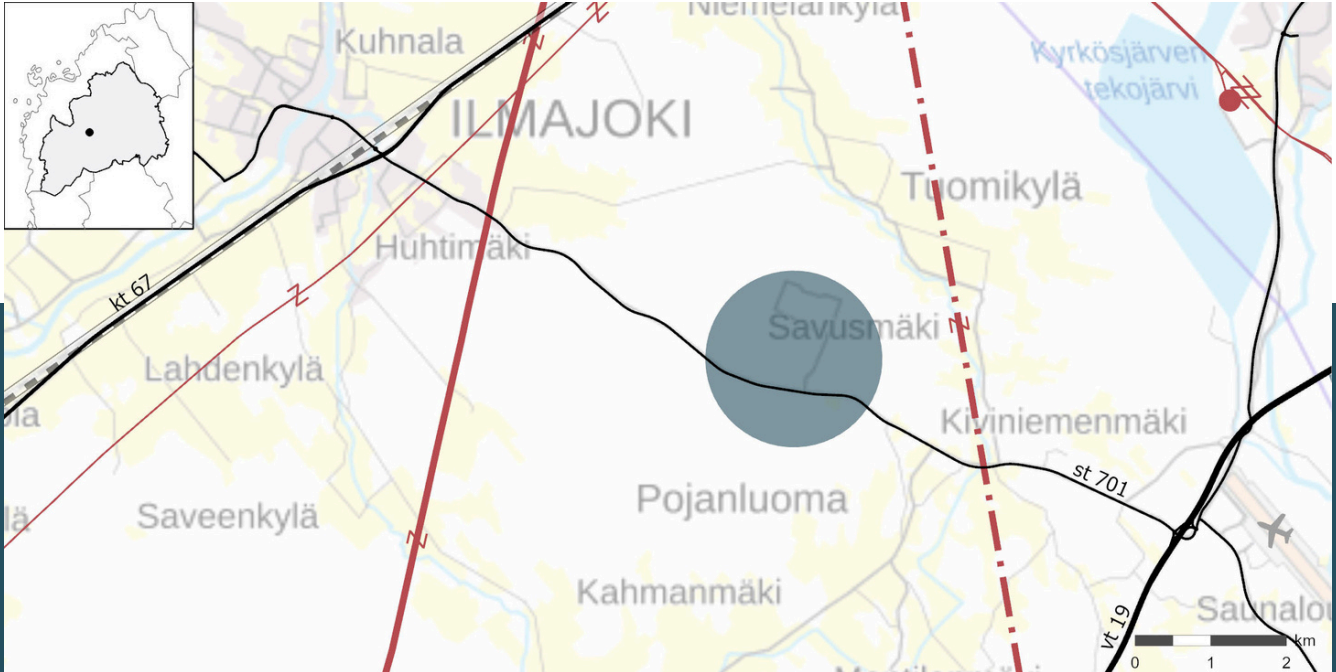 Niemelänkylä
Kuhnala
Kyrkösjärven
tekojärvi
ILMAJOKI
Tuomikylä
Huhtimäki
kt 67
Savusmäki
Lahdenkylä
Kiviniemenmäki
st 701
Pojanluoma
Saveenkylä
Kahmanmäki
vt 19
km
0 1 2